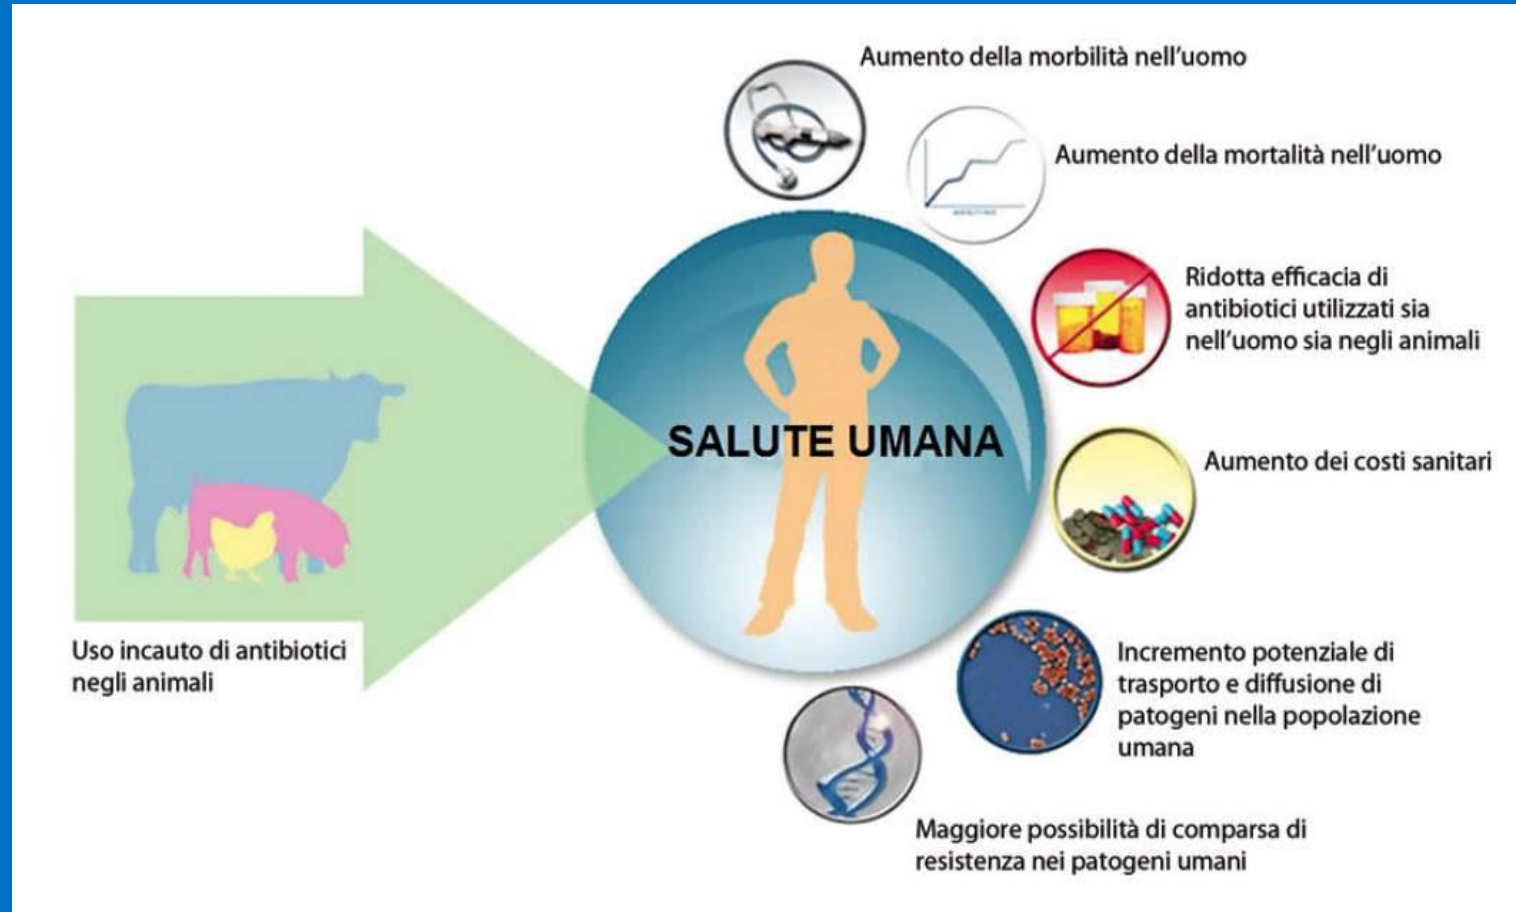 Aumento della morbilità nell'uomo
Aumento della mortalità nell'uomo
Ridotta efficacia di
antibiotici utilizzati sia
nell'uomo sia negli animali
SALUTE UMANA
Aumento dei costi sanitari
Uso incauto di antibiotici
negli animali
Incremento potenziale di
trasporto e diffusione di
patogeni nella popolazione
umana
Maggiore possibilità di comparsa di
resistenza nei patogeni umani